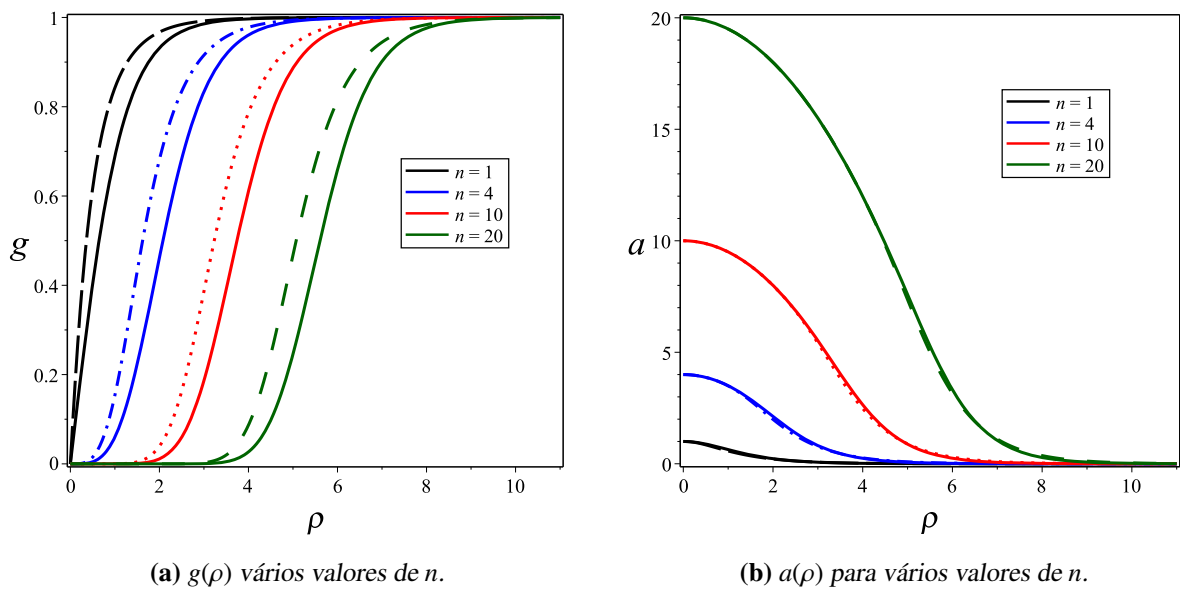 1
0.8
0.6
0.4
0.2
0
g
0 2 4 6 8 10
ρ
n = 1
n = 4
n = 10
n = 20
(a) g(ρ) vários valores de n.
20
15
10
5
0
a
0 2 4 6 8 10
ρ
n = 1
n = 4
n = 10
n = 20
(b) a(ρ) para vários valores de n.